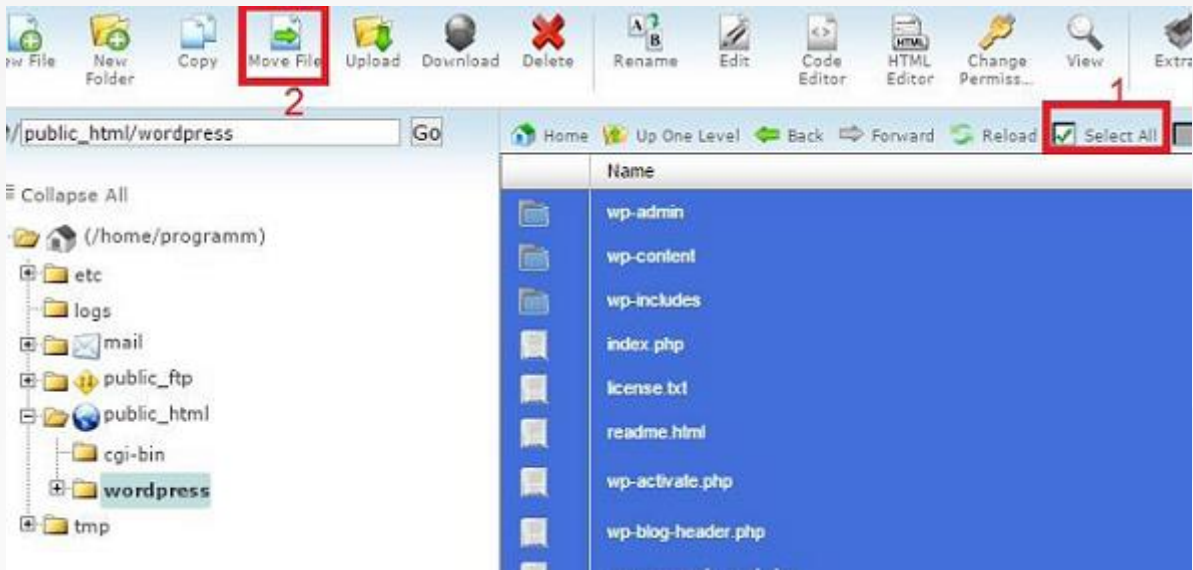 New Folder
Copy
Move File
Upload
Download
Delete
Rename
Edit
Code Editor
HTML Editor
Change Permiss...
View
2
1
/ public_html/wordpress
Go
Home
Up One Level
Back
Forward
Reload
Select All
Collapse All
(/home/programm)
etc
logs
mail
public_ftp
public_html
cgi-bin
wordpress
tmp
Name
wp-admin
wp-content
wp-includes
index.php
license.txt
readme.html
wp-activate.php
wp-blog-header.php